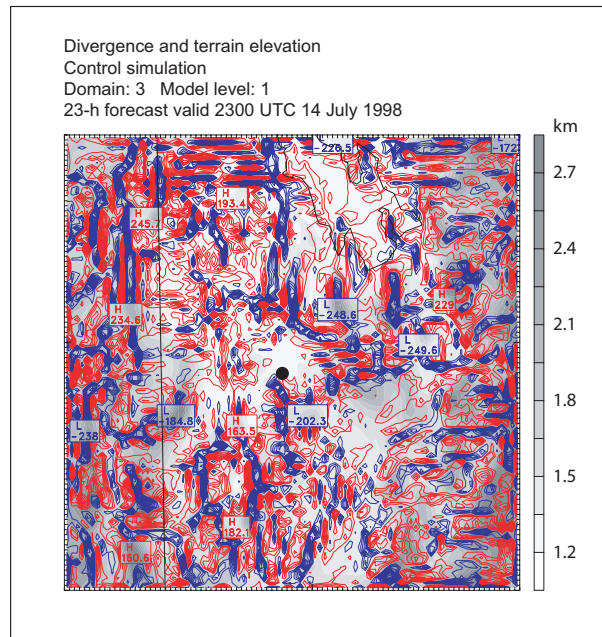 Divergence and terrain elevation
Control simulation
Domain: 3 Model level: 1
23-h forecast valid 2300 UTC 14 July 1998
km
L
-226.5
-172
2.7
H
193.4
H
245.7
2.4
H
229
L
-248.6
H
234.6
2.1
L
-249.6
1.8
L
-184.8
L
-202.3
H
163.5
L
-238
1.5
H
182.1
H
160.6
1.2